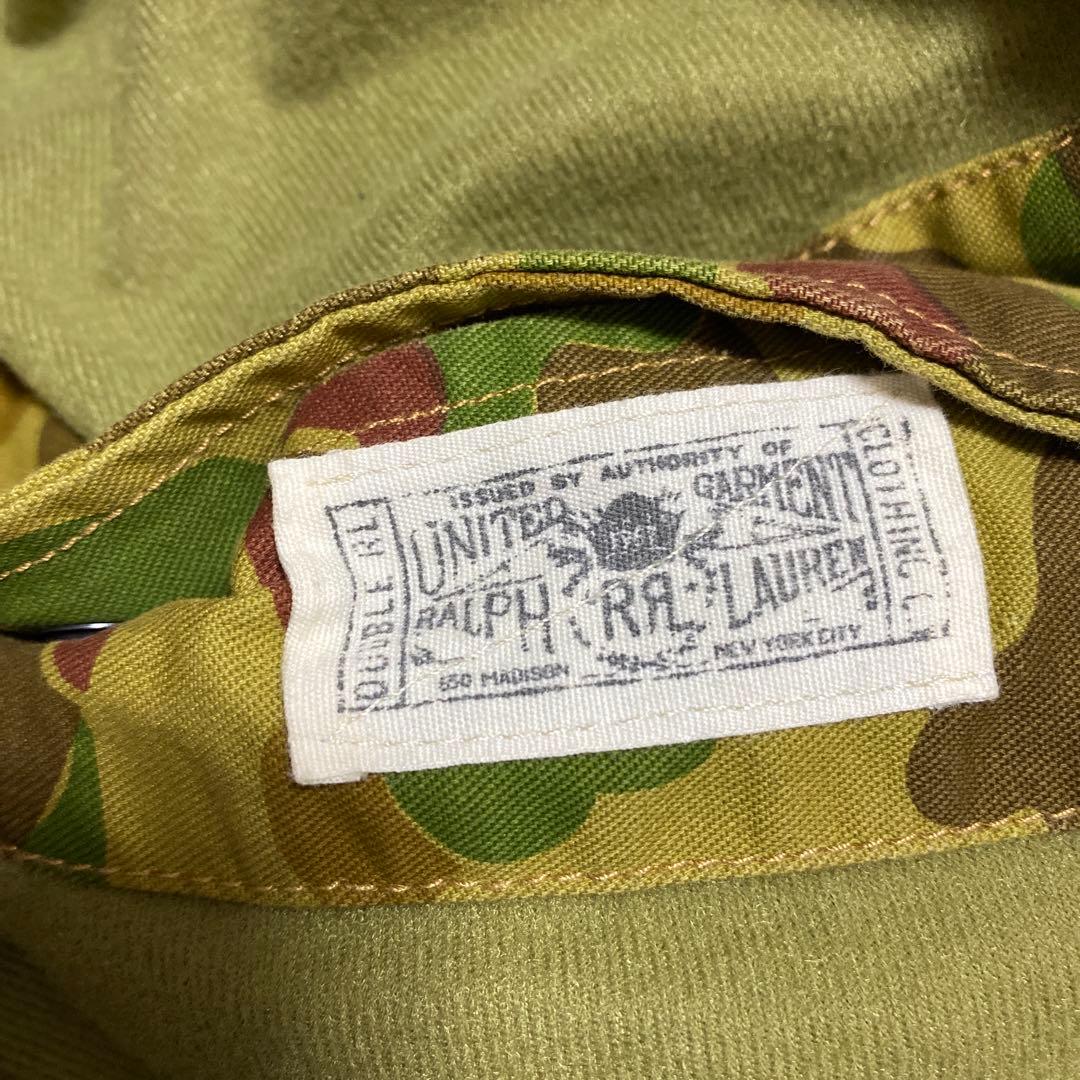 ISSUED BY AUTHORITY OF
UNITED GARMENT
RALPH RRL LAUREN
650 MADISON NEW YORK CITY
DOUBLE RL
CLOTHING